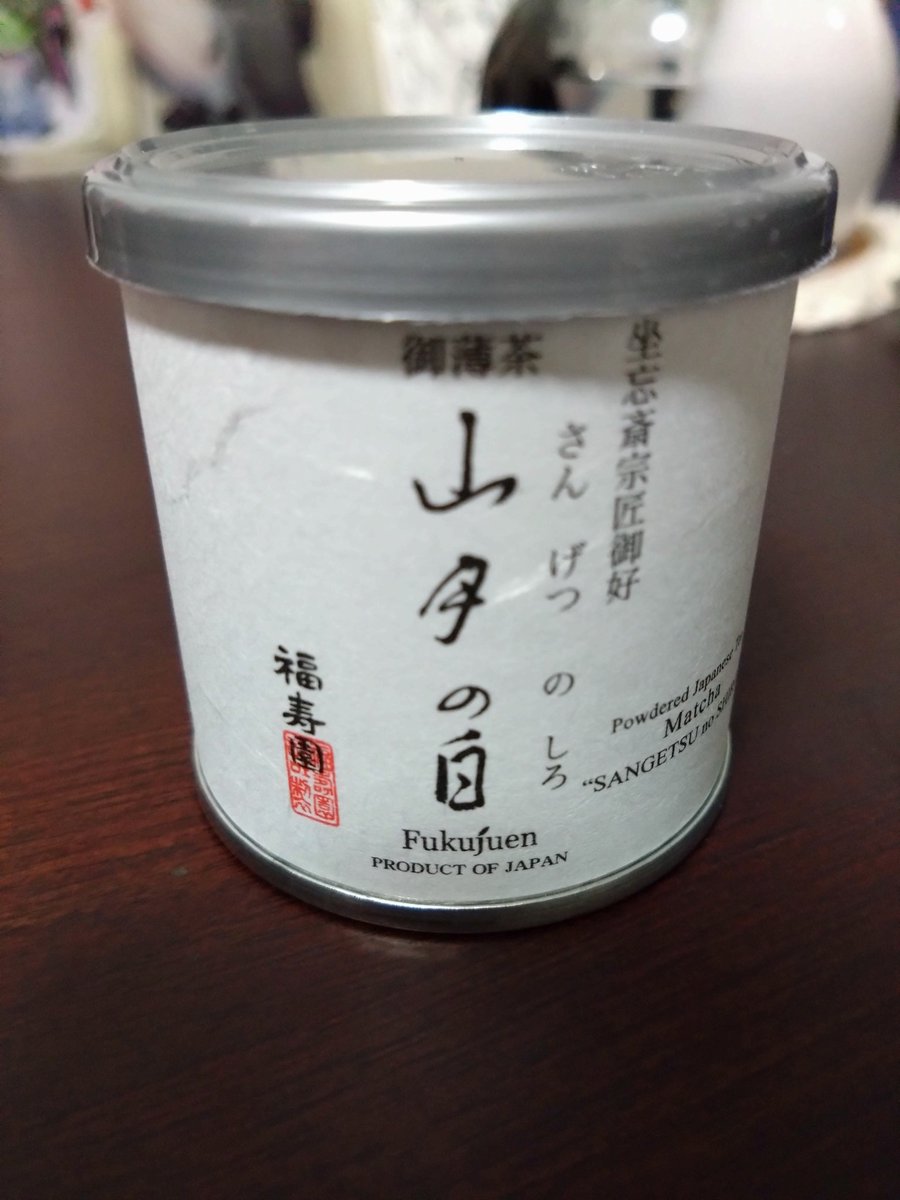 坐忘斎宗匠御好
御薄茶
さん げつ の しろ
山月の白
福寿園
Fukujuen
PRODUCT OF JAPAN
Powdered Japanese
Matcha
“SANGETSU no